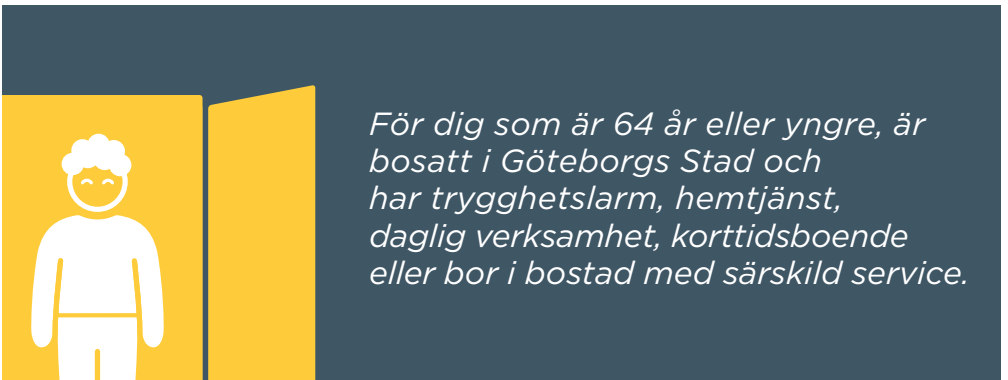 För dig som är 64 år eller yngre, är
bosatt i Göteborgs Stad och
har trygghetslarm, hemtjänst,
daglig verksamhet, korttidsboende
eller bor i bostad med särskild service.